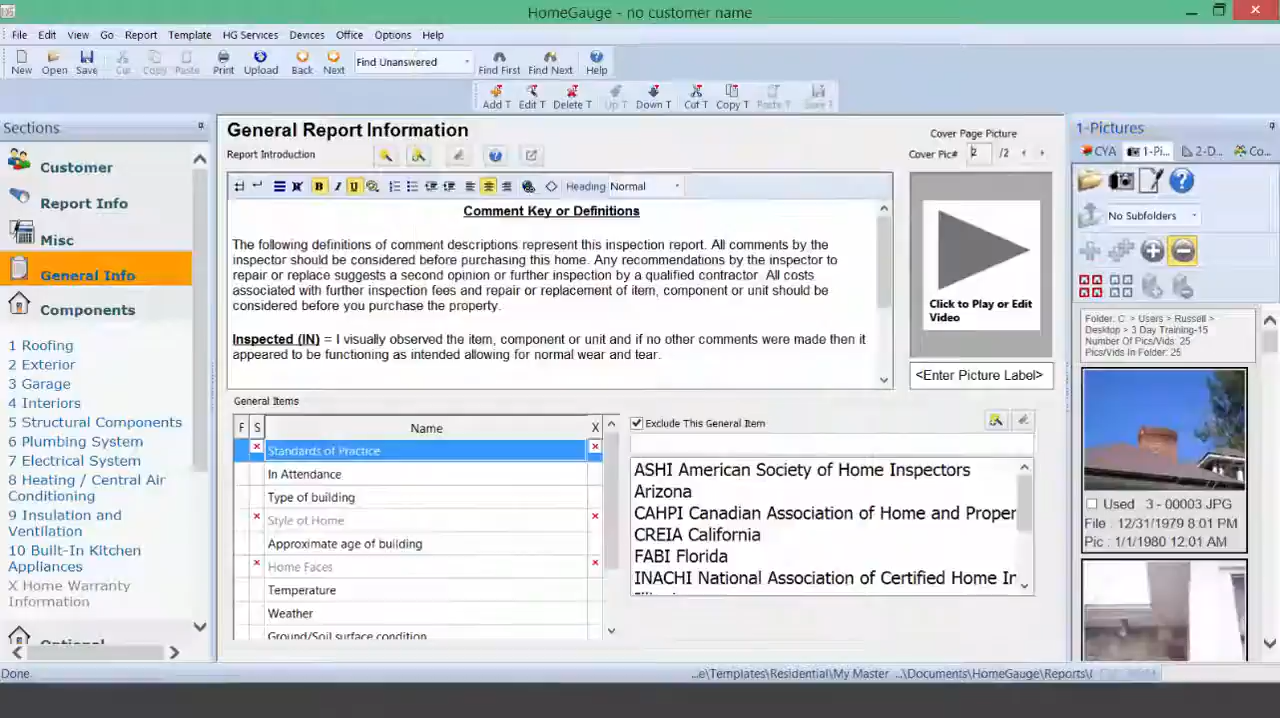 HomeGauge - no customer name
File Edit View Go Report Template HG Services Devices Office Help
New Open Save Cut Copy Paste Print Upload Back Next Find Unanswered Find First Find Next Help
Add T Edit T Delete T Up T Down T Cut T Copy T Paste T Save T
Sections
Customer
Report Info
Misc
General Info
Components
1 Roofing
2 Exterior
3 Garage
4 Interiors
5 Structural Components
6 Plumbing System
7 Electrical System
8 Heating / Central Air
Conditioning
9 Insulation and
Ventilation
10 Built-In Kitchen
Appliances
X Home Warranty
Information
Optional
General Report Information
Report Introduction
Cover Page Picture
Cover Pic# 2 /2
B I U Heading Normal
Comment Key or Definitions
The following definitions of comment descriptions represent this inspection report. All comments by the
inspector should be considered before purchasing this home. Any recommendations by the inspector to
repair or replace suggests a second opinion or further inspection by a qualified contractor. All costs
associated with further inspection fees and repair or replacement of item, component or unit should be
considered before you purchase the property.
Inspected (IN) = I visually observed the item, component or unit and if no other comments were made then it
appeared to be functioning as intended allowing for normal wear and tear.
Click to Play or Edit
Video
<Enter Picture Label>
General Items
F S Name X
Standards of Practice
In Attendance
Type of building
Style of Home
Approximate age of building
Home Faces
Temperature
Weather
Ground/Soil surface condition
Exclude This General Item
ASHI American Society of Home Inspectors
Arizona
CAHPI Canadian Association of Home and Proper
CREIA California
FABI Florida
INACHI National Association of Certified Home In
1-Pictures
CYA 1-Pi... 2-D... Co...
No Subfolders
Folder: C > Users > Russell >
Desktop > 3 Day Training-15
Number Of Pics/Vids: 25
Pics/Vids In Folder: 25
Used 3 - 00003 JPG
File : 12/31/1979 8:01 PM
Pic : 1/1/1980 12:01 AM
Done. ...e\Templates\Residential\My Master ...\Documents\HomeGauge\Reports\(